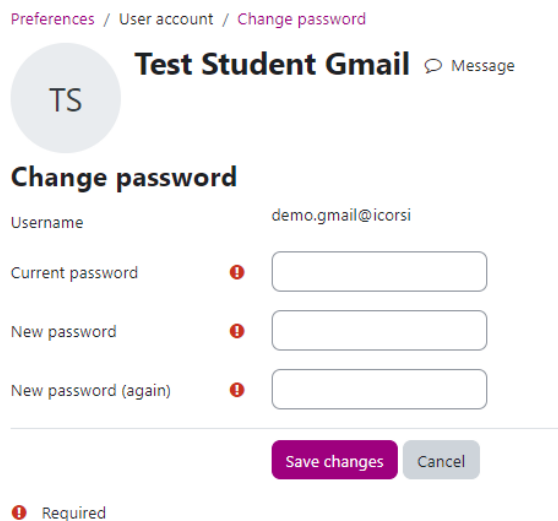 Preferences / User account / Change password
TS
Test Student Gmail Message
Change password
Username demo.gmail@icorsi
Current password
New password
New password (again)
Save changes Cancel
Required